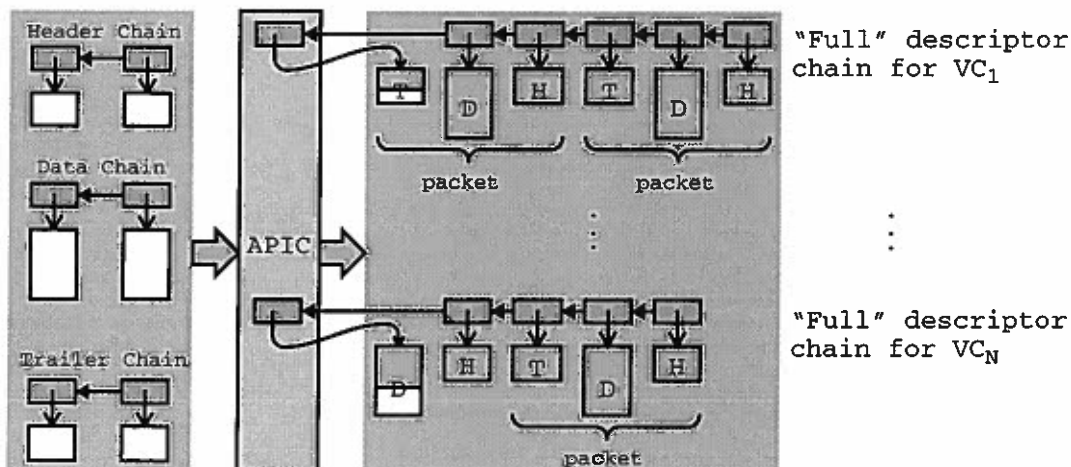 Header Chain
Data Chain
Trailer Chain
APIC
T D H T D H
packet packet
"Full" descriptor
chain for VC1
D H T D H
packet
"Full" descriptor
chain for VCN